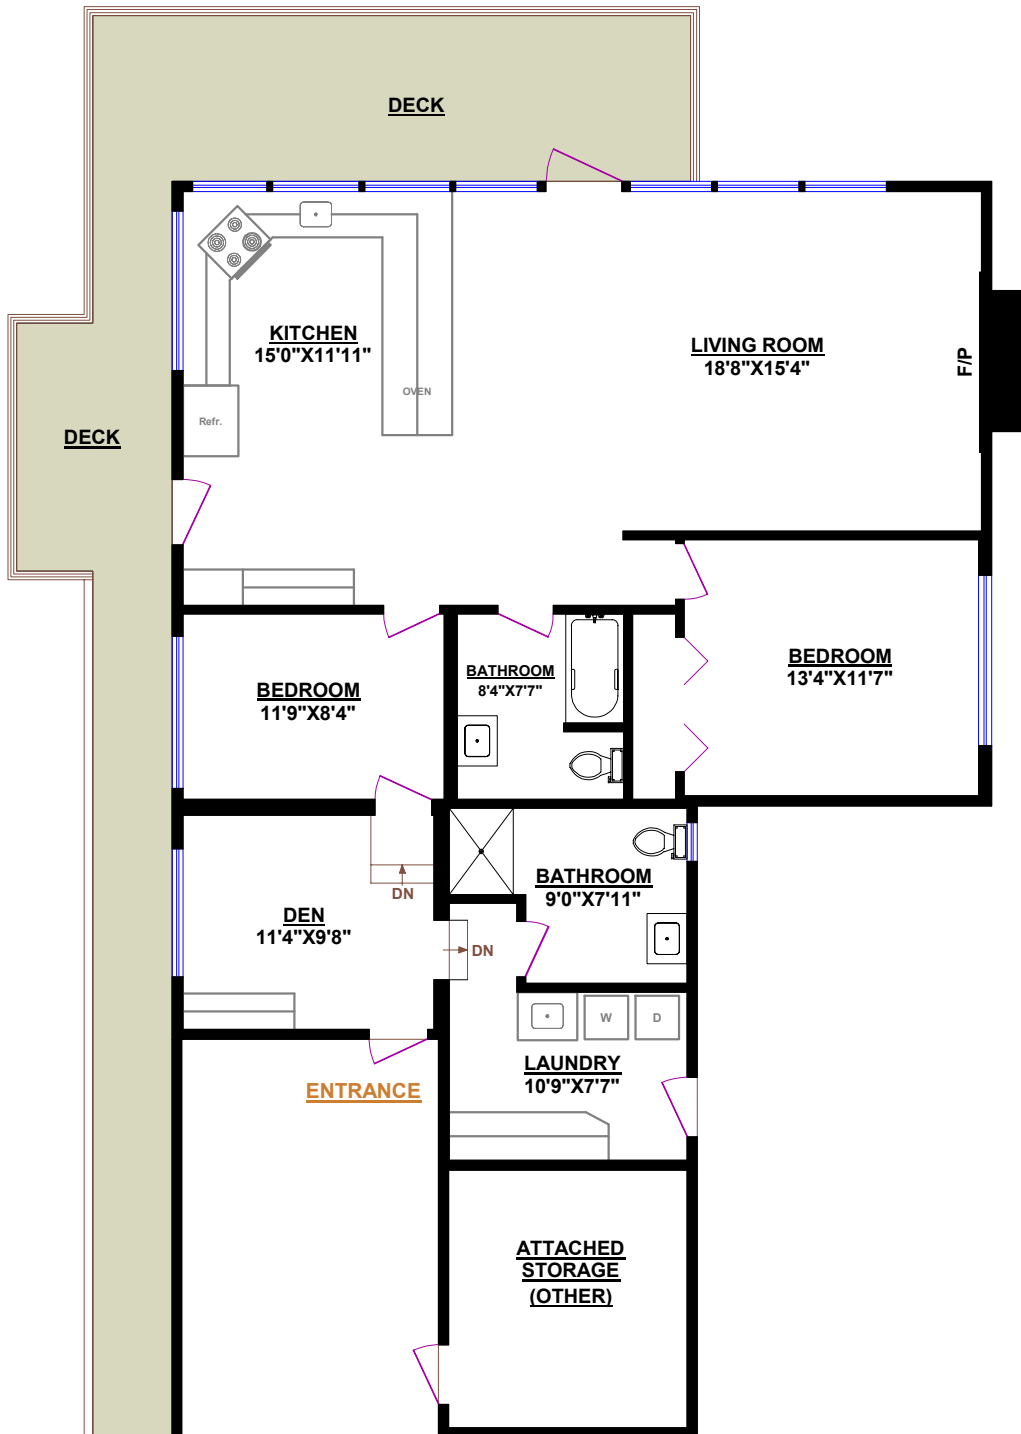 DECK
KITCHEN
15'0"X11'11"
LIVING ROOM
18'8"X15'4"
F/P
OVEN
Refr.
DECK
BEDROOM
11'9"X8'4"
BATHROOM
8'4"X7'7"
BEDROOM
13'4"X11'7"
DN
BATHROOM
9'0"X7'11"
DEN
11'4"X9'8"
DN
W
D
LAUNDRY
10'9"X7'7"
ENTRANCE
ATTACHED
STORAGE
(OTHER)